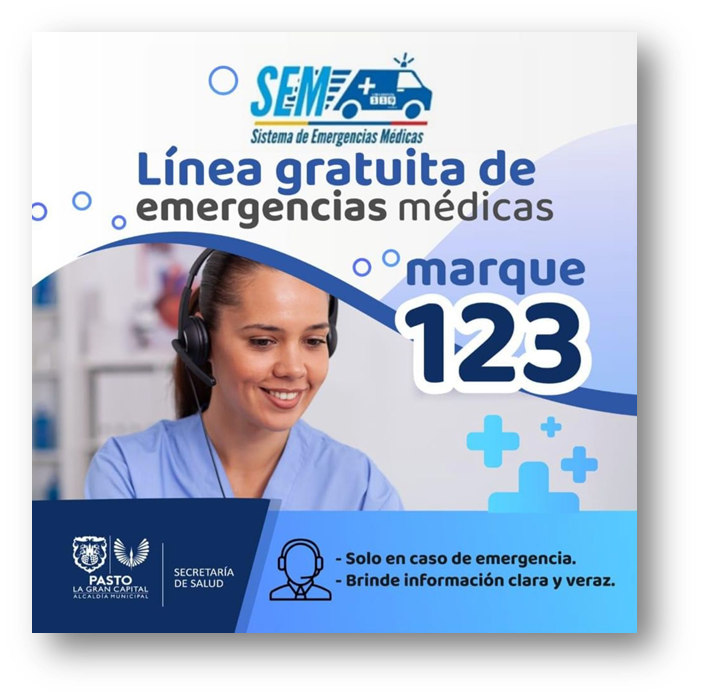 SEM
Sistema de Emergencias Médicas
Línea gratuita de
emergencias médicas
marque
123
PASTO
LA GRAN CAPITAL
ALCALDÍA MUNICIPAL
SECRETARÍA
DE SALUD
- Solo en caso de emergencia.
- Brinde información clara y veraz.